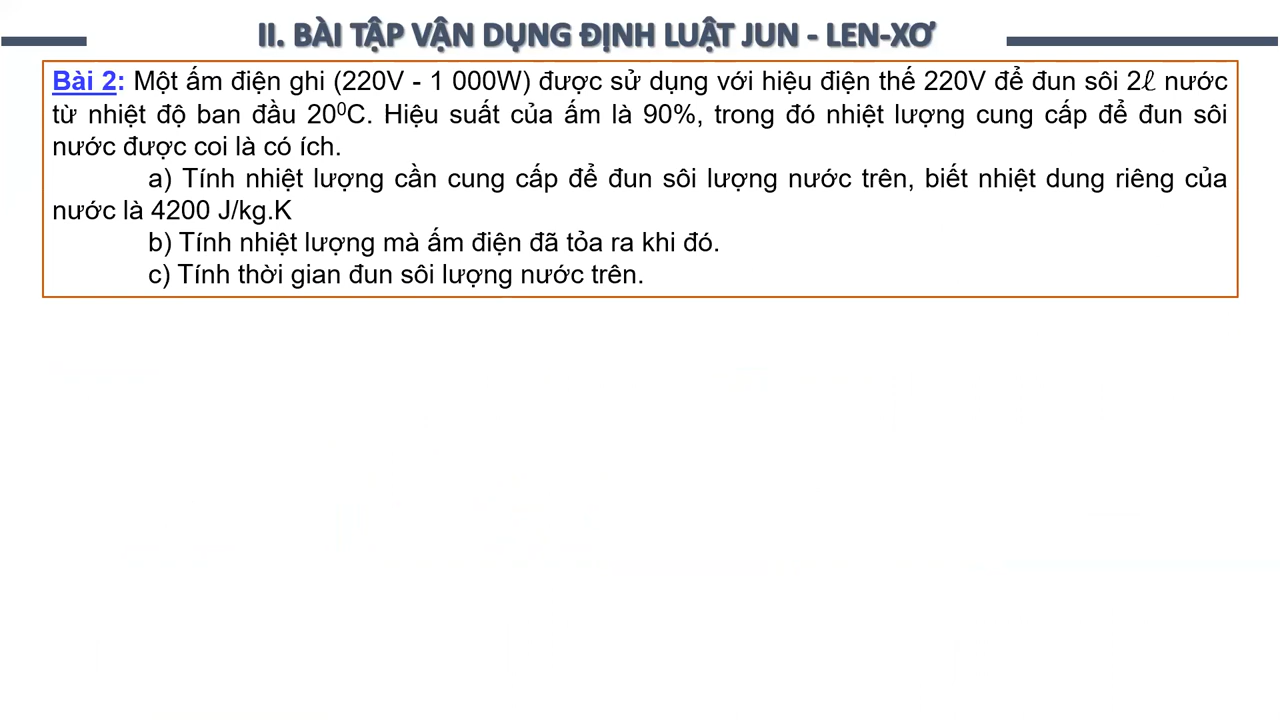 II. BÀI TẬP VẬN DỤNG ĐỊNH LUẬT JUN - LEN-XƠ
Bài 2: Một ấm điện ghi (220V - 1 000W) được sử dụng với hiệu điện thế 220V để đun sôi 2ℓ nước
từ nhiệt độ ban đầu 20⁰C. Hiệu suất của ấm là 90%, trong đó nhiệt lượng cung cấp để đun sôi
nước được coi là có ích.
a) Tính nhiệt lượng cần cung cấp để đun sôi lượng nước trên, biết nhiệt dung riêng của
nước là 4200 J/kg.K
b) Tính nhiệt lượng mà ấm điện đã tỏa ra khi đó.
c) Tính thời gian đun sôi lượng nước trên.